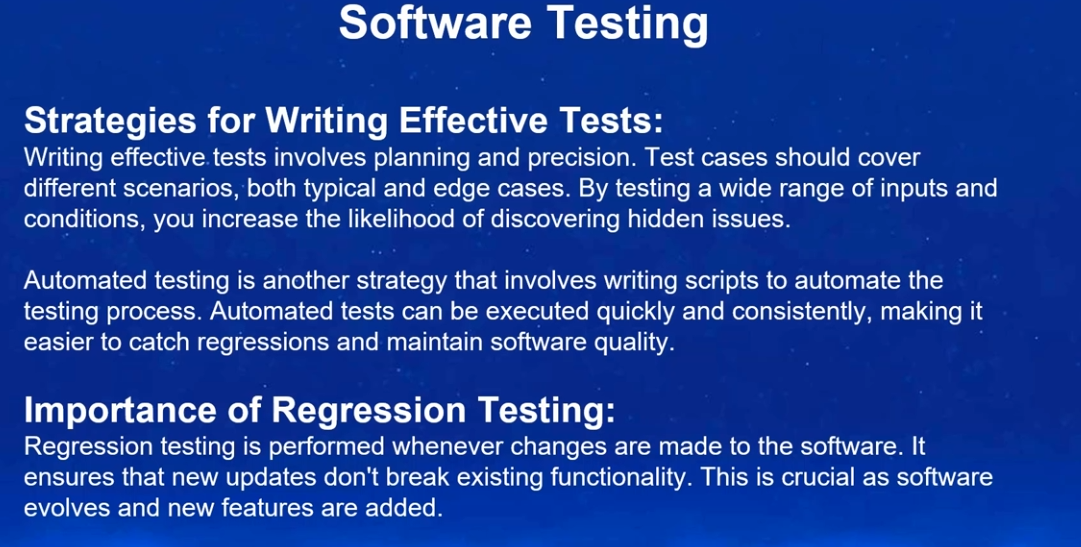 Software Testing
Strategies for Writing Effective Tests:
Writing effective tests involves planning and precision. Test cases should cover
different scenarios, both typical and edge cases. By testing a wide range of inputs and
conditions, you increase the likelihood of discovering hidden issues.
Automated testing is another strategy that involves writing scripts to automate the
testing process. Automated tests can be executed quickly and consistently, making it
easier to catch regressions and maintain software quality.
Importance of Regression Testing:
Regression testing is performed whenever changes are made to the software. It
ensures that new updates don't break existing functionality. This is crucial as software
evolves and new features are added.